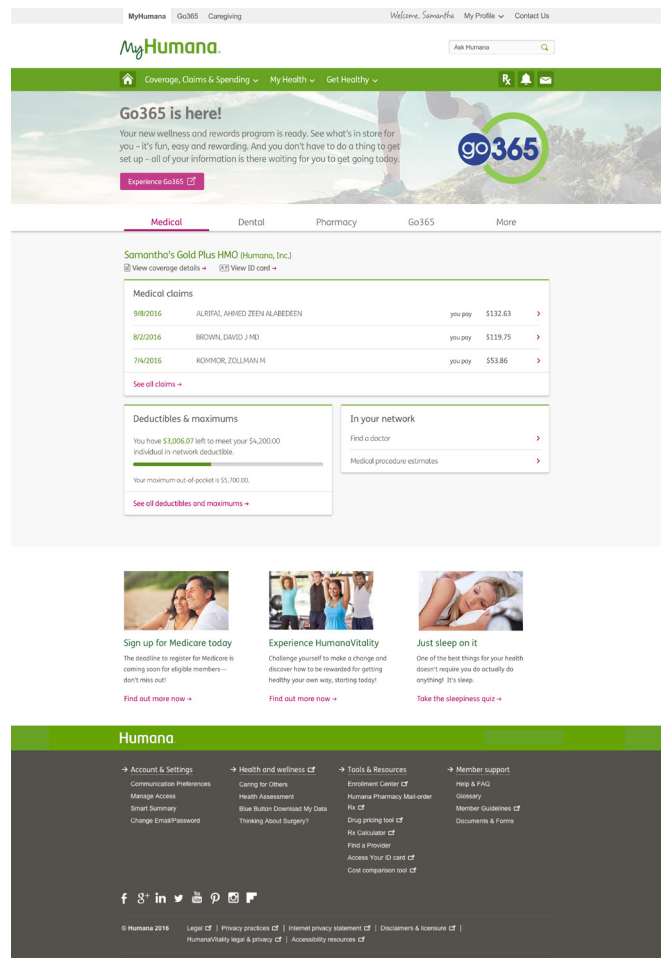 MyHumana Go365 Caregiving Welcome, Samantha My Profile Contact Us
MyHumana. Ask Humana
Coverage, Claims & Spending My Health Get Healthy Rx
Go365 is here!
Your new wellness and rewards program is ready. See what's in store for
you – it's fun, easy and rewarding. And you don't have to do a thing to get
set up – all of your information is there waiting for you to get going today.
go365
Experience Go365
Medical Dental Pharmacy Go365 More
Samantha's Gold Plus HMO (Humana, Inc.)
View coverage details → View ID card →
Medical claims
9/8/2016 ALRIFAI, AHMED ZEEN ALABEDEEN you pay $132.63
8/2/2016 BROWN, DAVID J MD you pay $119.75
7/4/2016 KOMMOR, ZOLLMAN M you pay $53.86
See all claims →
Deductibles & maximums
You have $3,006.07 left to meet your $4,200.00
individual in-network deductible.
Your maximum out-of-pocket is $5,700.00.
See all deductibles and maximums →
In your network
Find a doctor
Medical procedure estimates
Sign up for Medicare today
The deadline to register for Medicare is
coming soon for eligible members—
don't miss out!
Find out more now →
Experience HumanaVitality
Challenge yourself to make a change and
discover how to be rewarded for getting
healthy your own way, starting today!
Find out more now →
Just sleep on it
One of the best things for your health
doesn't require you do actually do
anything! It's sleep.
Take the sleepiness quiz →
Humana
→ Account & Settings
Communication Preferences
Manage Access
Smart Summary
Change Email/Password
→ Health and wellness
Caring for Others
Health Assessment
Blue Button Download My Data
Thinking About Surgery?
→ Tools & Resources
Enrollment Center
Humana Pharmacy Mail-order
Rx
Drug pricing tool
Rx Calculator
Find a Provider
Access Your ID card
Cost comparison tool
→ Member support
Help & FAQ
Glossary
Member Guidelines
Documents & Forms
© Humana 2016 Legal | Privacy practices | Internet privacy statement | Disclaimers & licensure |
HumanaVitality legal & privacy | Accessibility resources